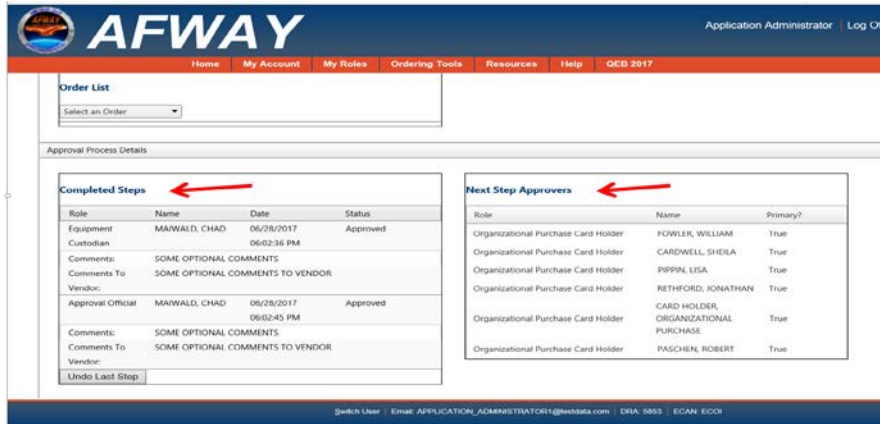 AFWAY
AFWAY
Application Administrator | Log Of
Home | My Account | My Roles | Ordering Tools | Resources | Help | QEB 2017
Order List
Select an Order
Approval Process Details
Completed Steps
Role Name Date Status
Equipment MAIWALD, CHAD 06/28/2017 Approved
Custodian 06:02:36 PM
Comments: SOME OPTIONAL COMMENTS
Comments To SOME OPTIONAL COMMENTS TO VENDOR
Vendor:
Approval Official MAIWALD, CHAD 06/28/2017 Approved
06:02:45 PM
Comments: SOME OPTIONAL COMMENTS
Comments To SOME OPTIONAL COMMENTS TO VENDOR
Vendor:
Undo Last Step
Next Step Approvers
Role Name Primary?
Organizational Purchase Card Holder FOWLER, WILLIAM True
Organizational Purchase Card Holder CARDWELL, SHEILA True
Organizational Purchase Card Holder PIPPIN, LISA True
Organizational Purchase Card Holder RETHFORD, JONATHAN True
CARD HOLDER,
Organizational Purchase Card Holder ORGANIZATIONAL True
PURCHASE
Organizational Purchase Card Holder PASCHEN, ROBERT True
Switch User | Email: APPLICATION_ADMINISTRATOR1@testdata.com | DRA: 5853 | ECAN: ECOI